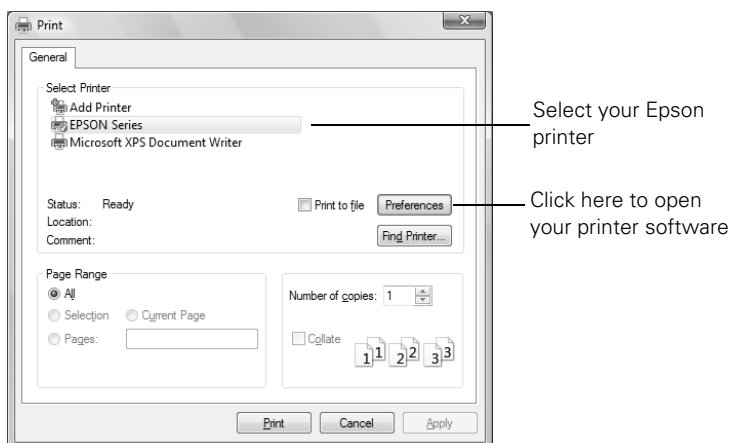 Print
General
Select Printer
Add Printer
EPSON Series
Microsoft XPS Document Writer
Select your Epson
printer
Status: Ready
Print to file
Preferences
Click here to open
your printer software
Location:
Comment:
Find Printer...
Page Range
All
Selection
Current Page
Pages:
Number of copies: 1
Collate
1 1 2 2 3 3
Print
Cancel
Apply